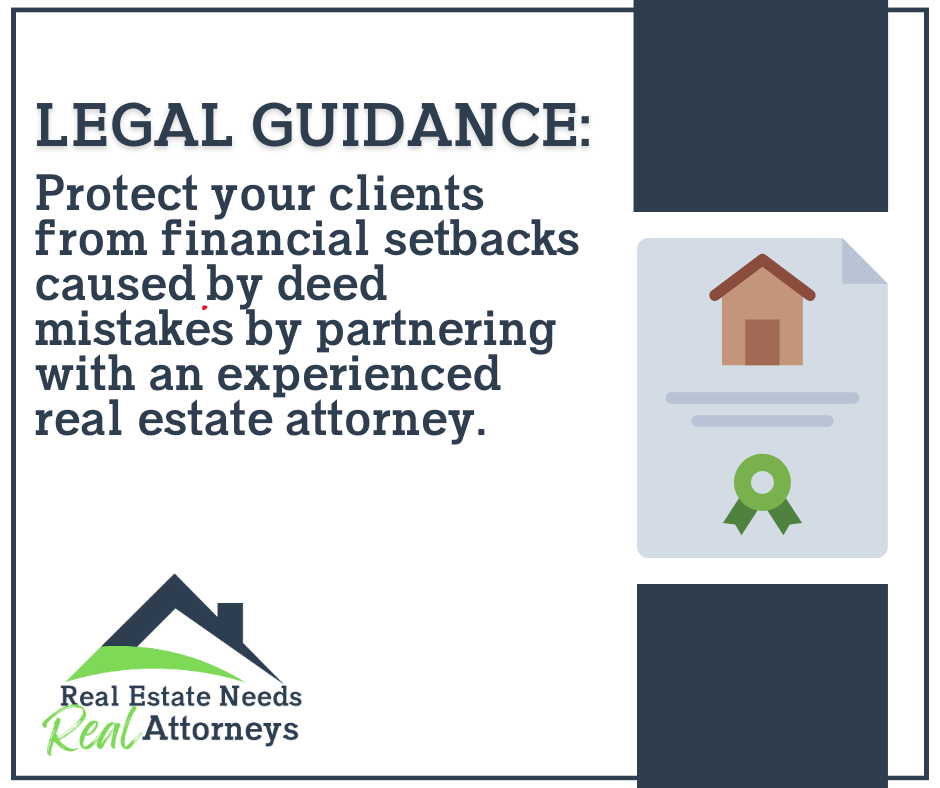 LEGAL GUIDANCE:
Protect your clients
from financial setbacks
caused by deed
mistakes by partnering
with an experienced
real estate attorney.
Real Estate Needs
Real Attorneys